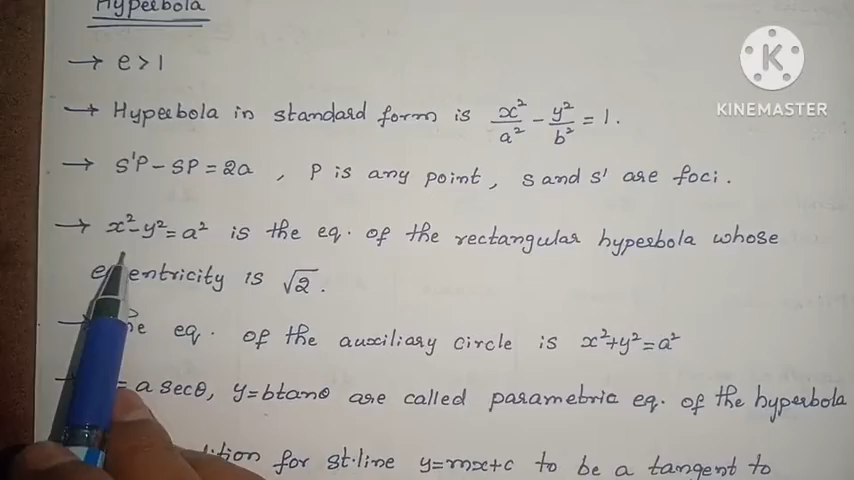 Hyperbola
→ e > 1
→ Hyperbola in standard form is x²/a² - y²/b² = 1.
→ S'P - SP = 2a , P is any point, S and S' are foci.
→ x² - y² = a² is the eq. of the rectangular hyperbola whose
eccentricity is √2.
→ The eq. of the auxiliary circle is x² + y² = a²
→ = a secθ, y = b tanθ are called parametric eq. of the hyperbola
for st.line y = mx + c to be a tangent to
K
KINEMASTER